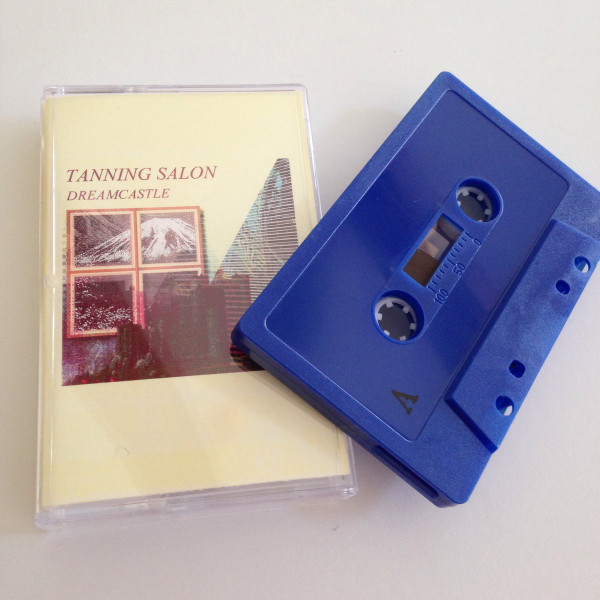 TANNING SALON
DREAMCASTLE
100 50 0
A